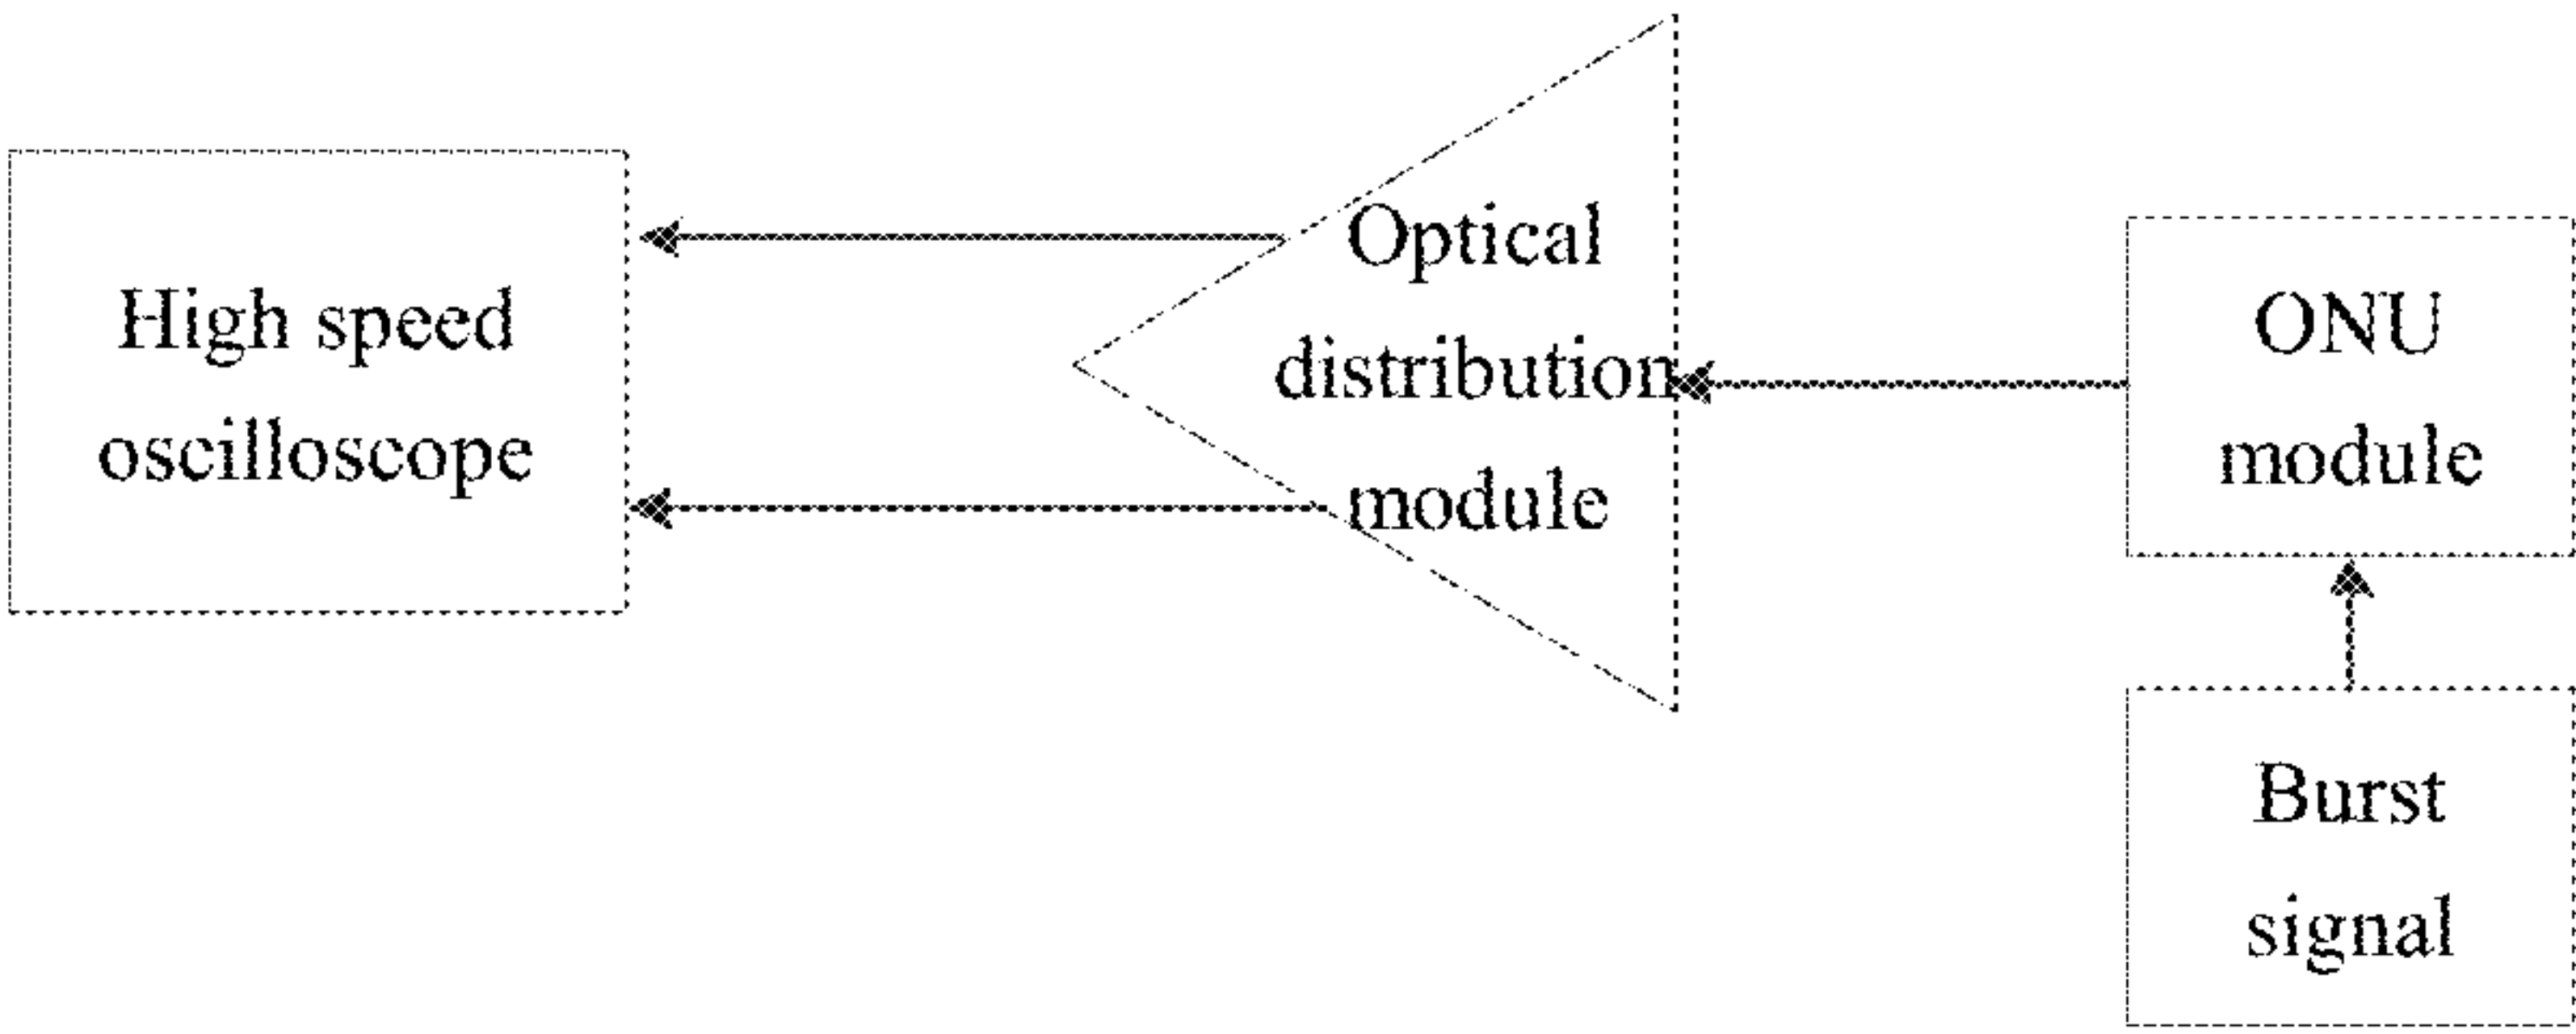 High speed
oscilloscope
Optical
distribution
module
ONU
module
Burst
signal